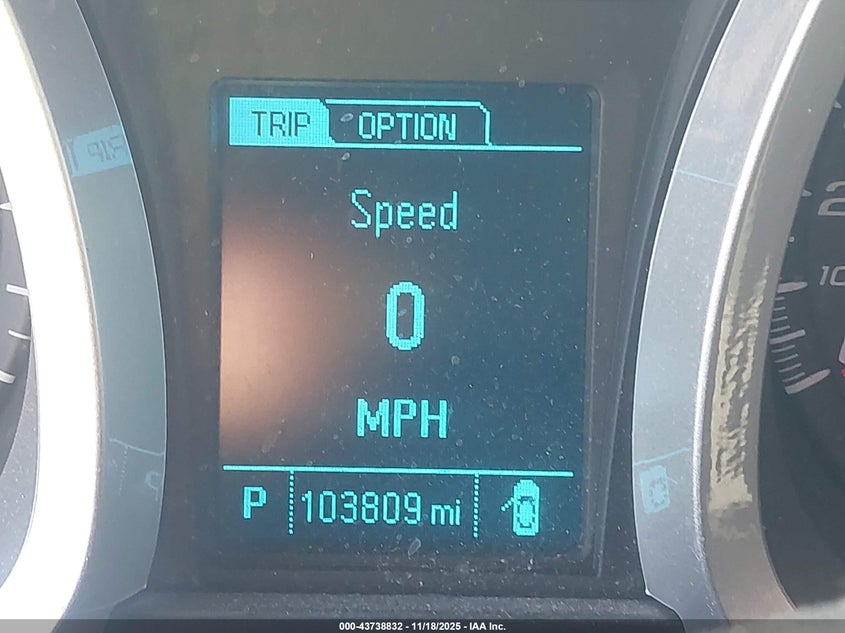 TRIP OPTION
Speed
0
MPH
P 103809 mi
000-43738832 - 11/18/2025 - IAA Inc.